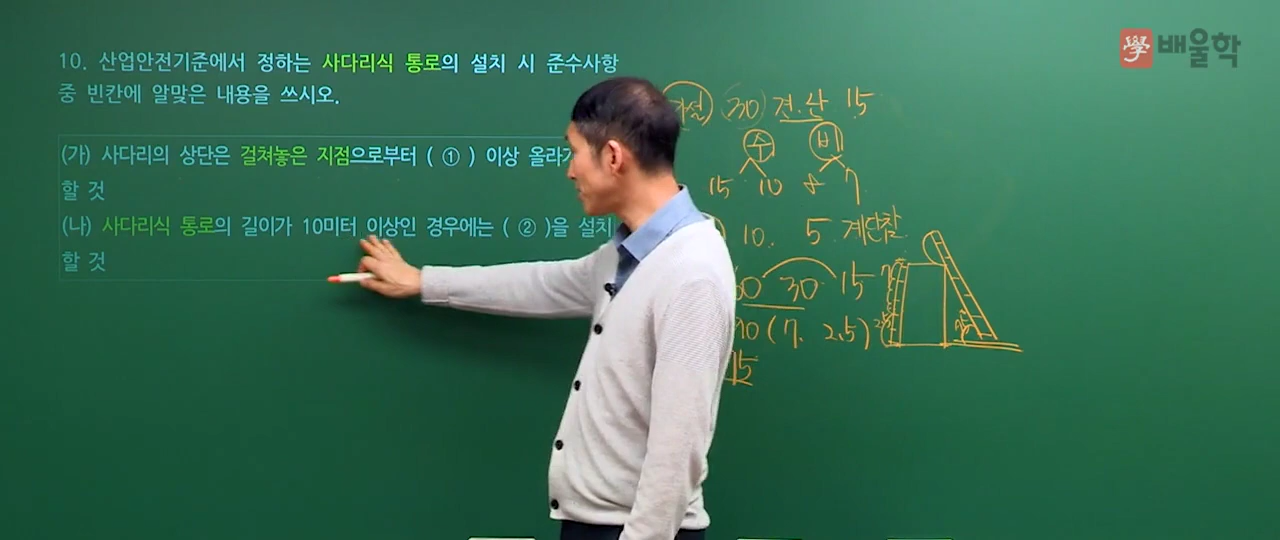 學 배울학
10. 산업안전기준에서 정하는 사다리식 통로의 설치 시 준수사항
중 빈칸에 알맞은 내용을 쓰시오.
(가) 사다리의 상단은 걸쳐놓은 지점으로부터 ( ① ) 이상
할 것
(나) 사다리식 통로의 길이가 10미터 이상인 경우에는 ( ② )을 설치
할 것
(30) 견·산 15
수 비
15 10 8 7
10. 5 계단참
30 15
90 (7. 2.5)
15